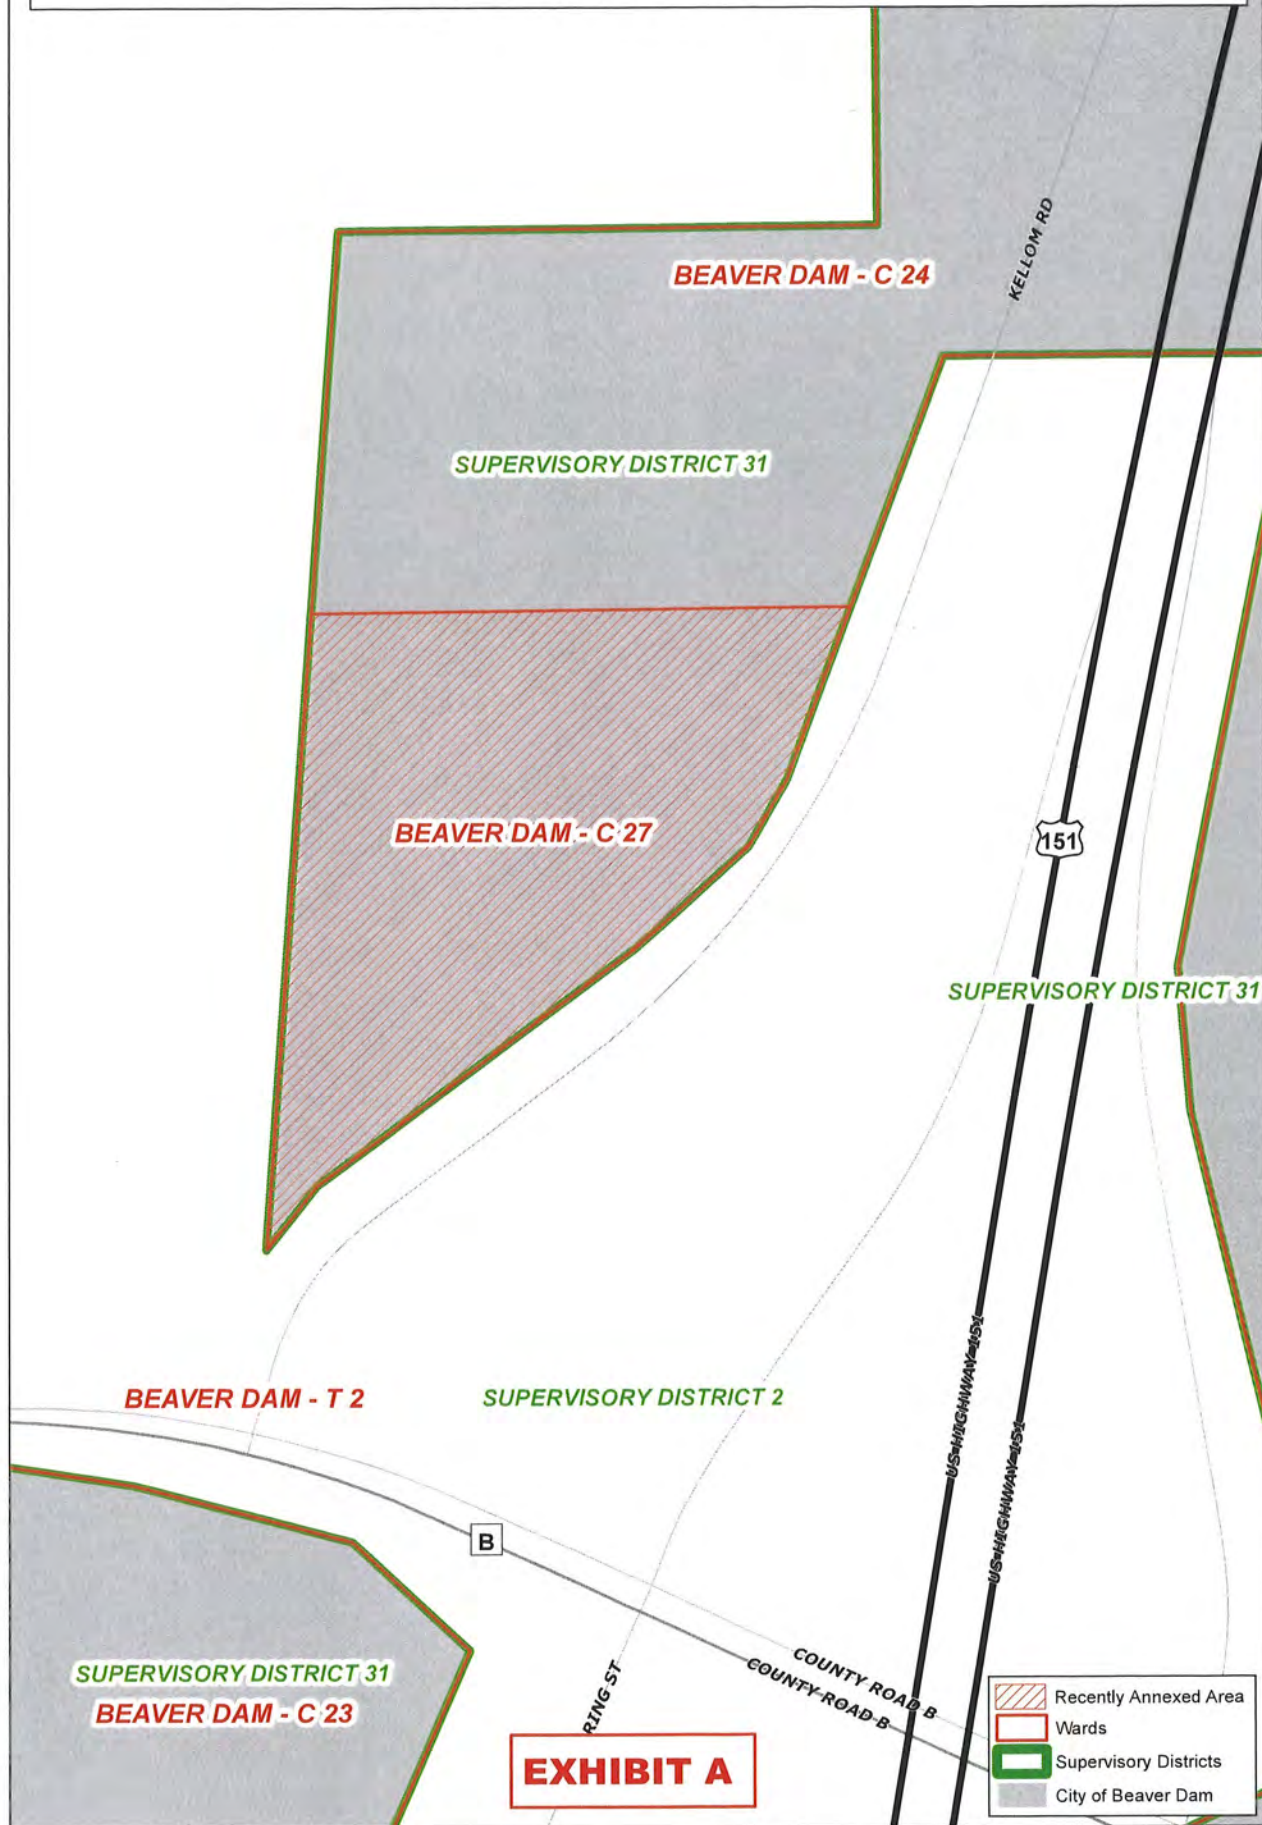 KELLOM RD
BEAVER DAM - C 24
SUPERVISORY DISTRICT 31
BEAVER DAM - C 27
151
SUPERVISORY DISTRICT 31
BEAVER DAM - T 2
SUPERVISORY DISTRICT 2
US HIGHWAY 151
US HIGHWAY 151
B
SUPERVISORY DISTRICT 31
BEAVER DAM - C 23
RING ST
COUNTY ROAD B
COUNTY ROAD B
EXHIBIT A
Recently Annexed Area
Wards
Supervisory Districts
City of Beaver Dam